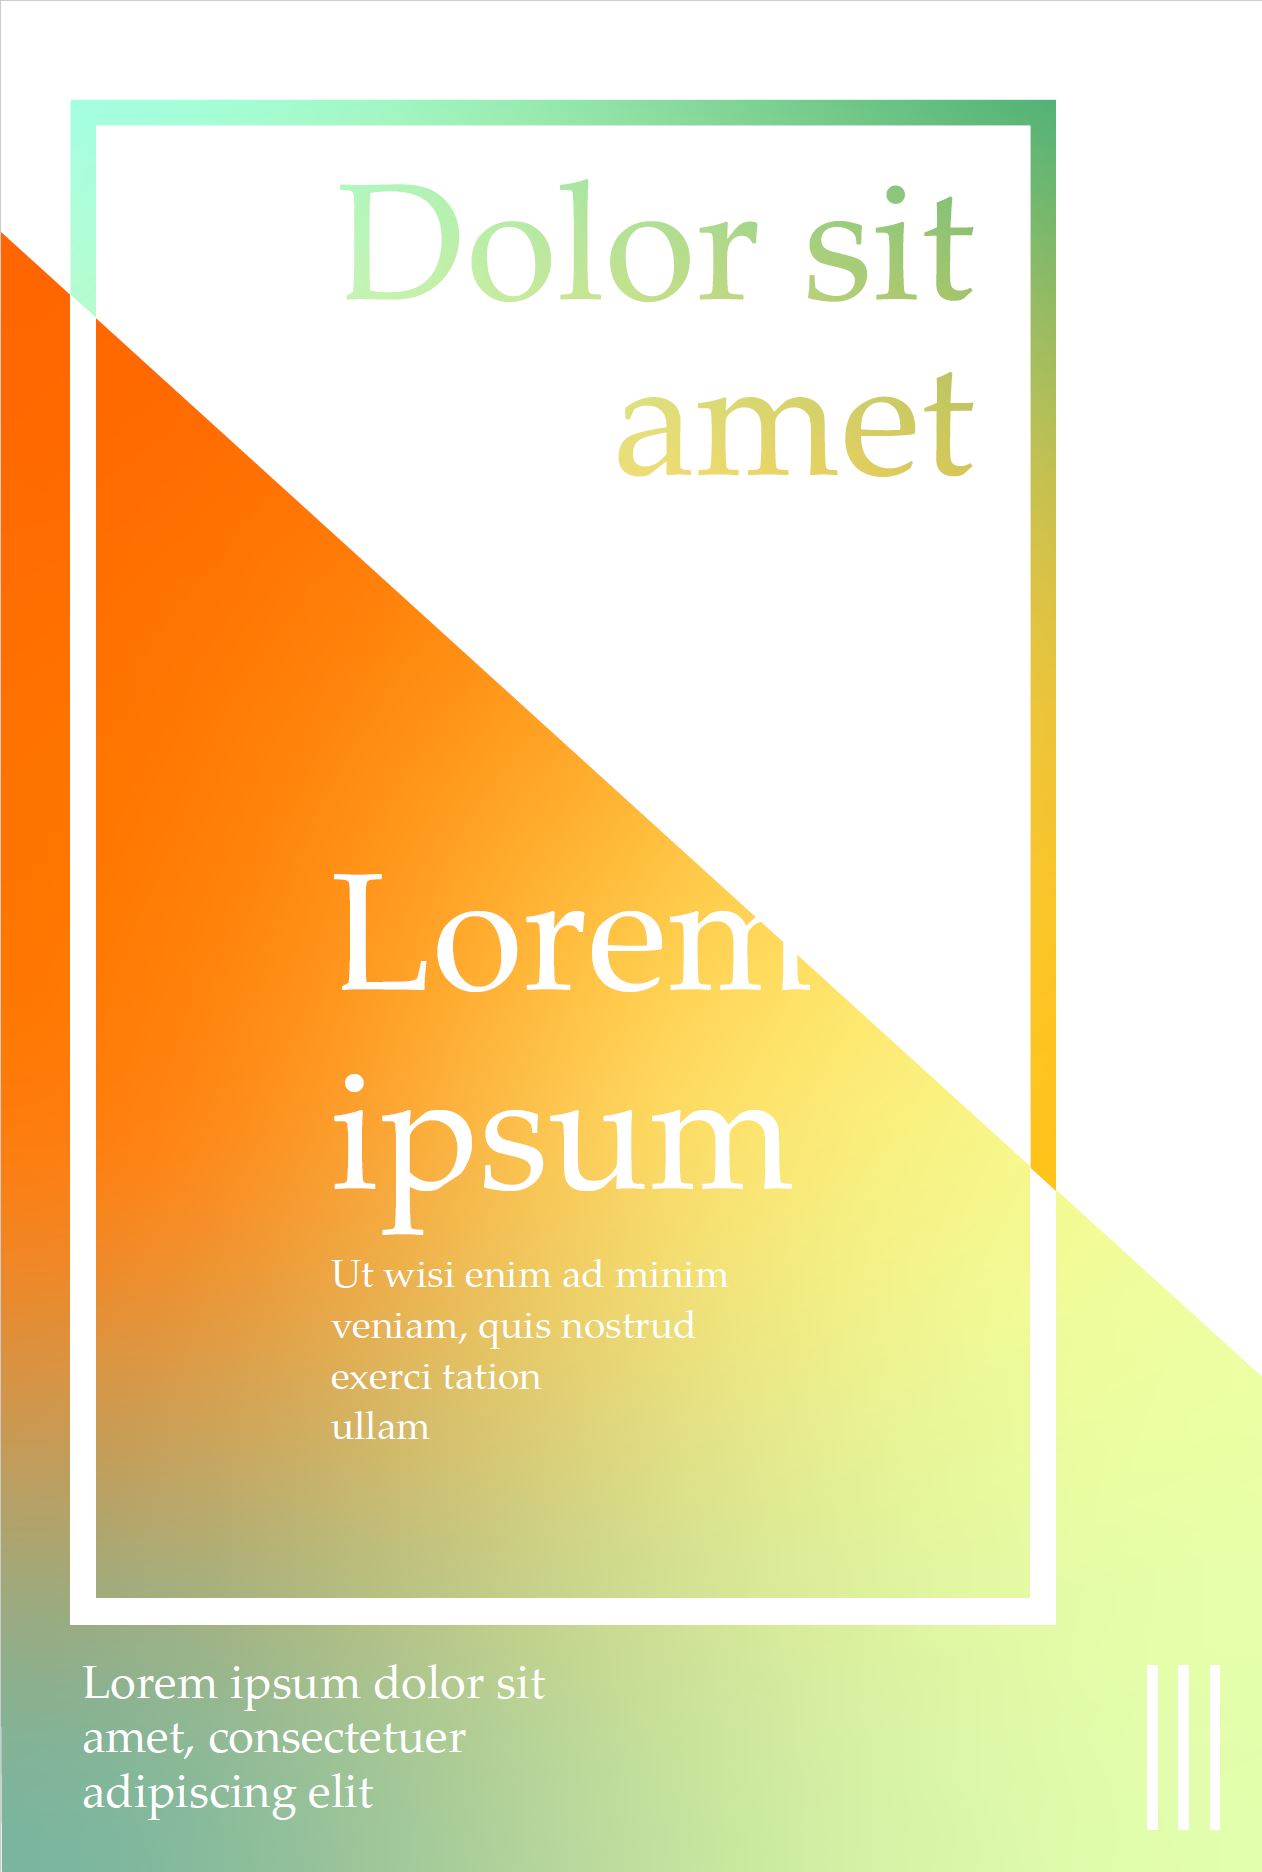 Dolor sit
amet
Lorem
ipsum
Ut wisi enim ad minim
veniam, quis nostrud
exerci tation
ullam
Lorem ipsum dolor sit
amet, consectetuer
adipiscing elit